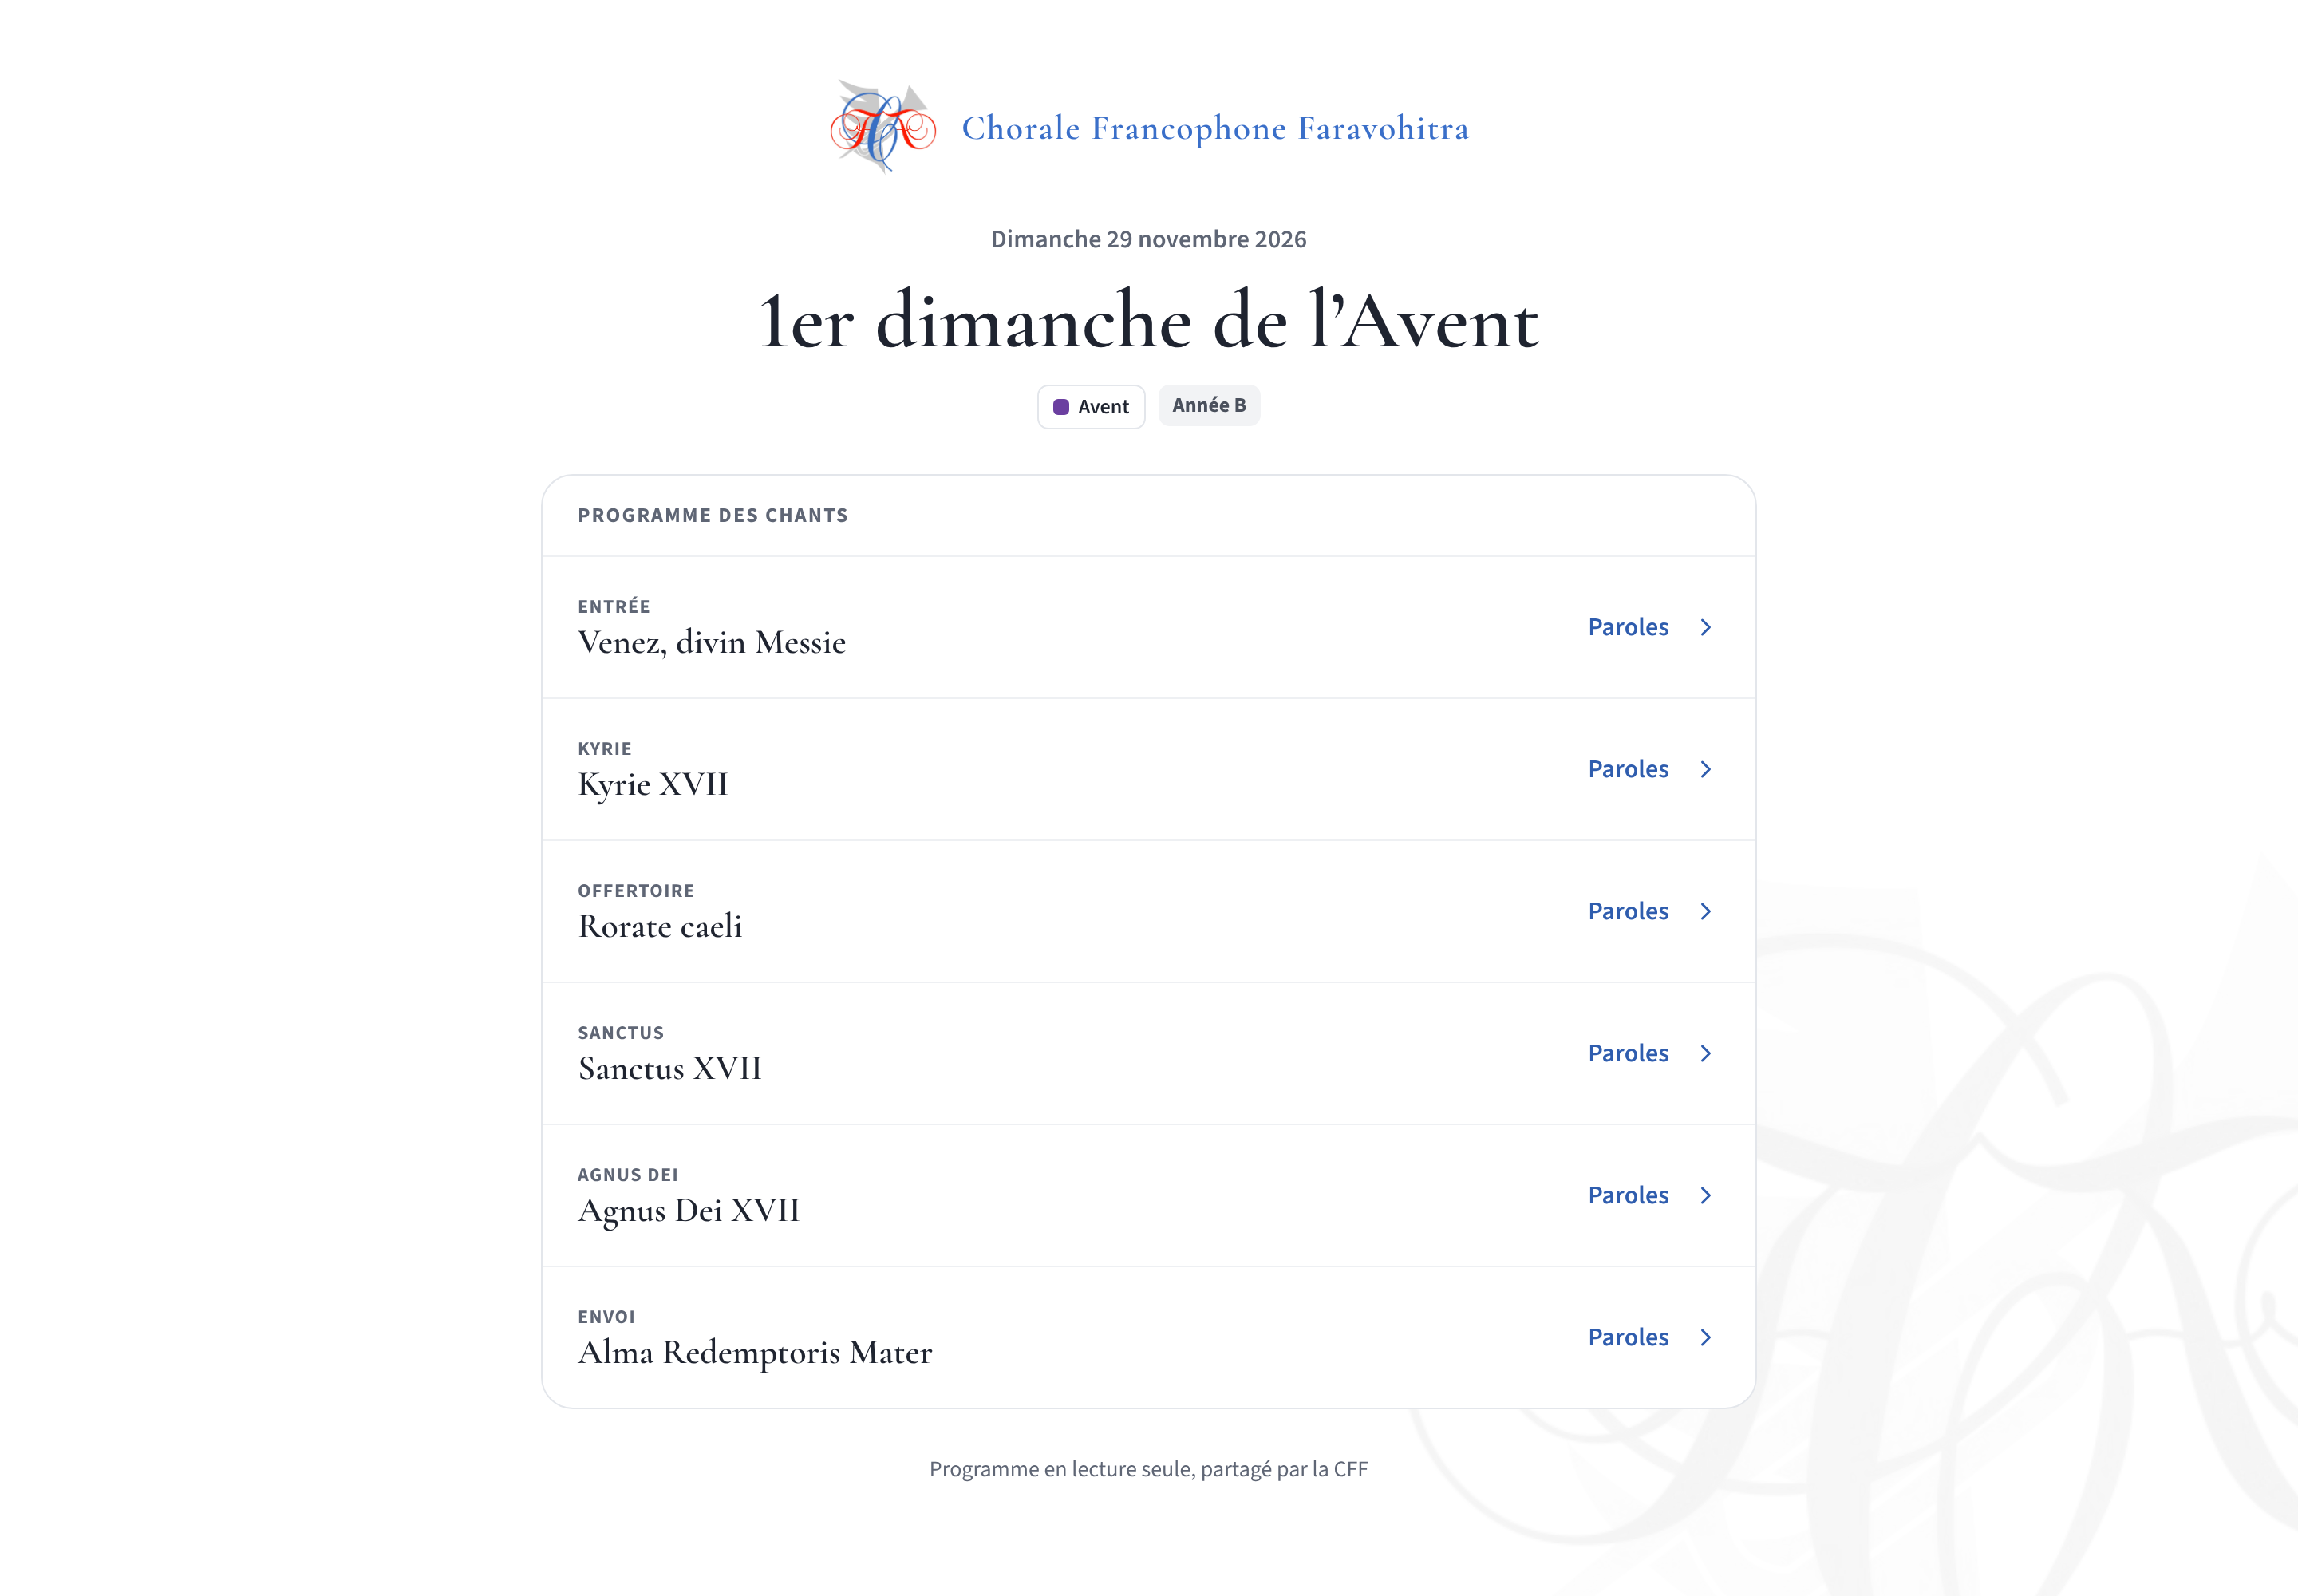 Chorale Francophone Faravohitra
Dimanche 29 novembre 2026
1er dimanche de l’Avent
Avent
Année B
PROGRAMME DES CHANTS
ENTRÉE
Venez, divin Messie
Paroles
KYRIE
Kyrie XVII
Paroles
OFFERTOIRE
Rorate caeli
Paroles
SANCTUS
Sanctus XVII
Paroles
AGNUS DEI
Agnus Dei XVII
Paroles
ENVOI
Alma Redemptoris Mater
Paroles
Programme en lecture seule, partagé par la CFF